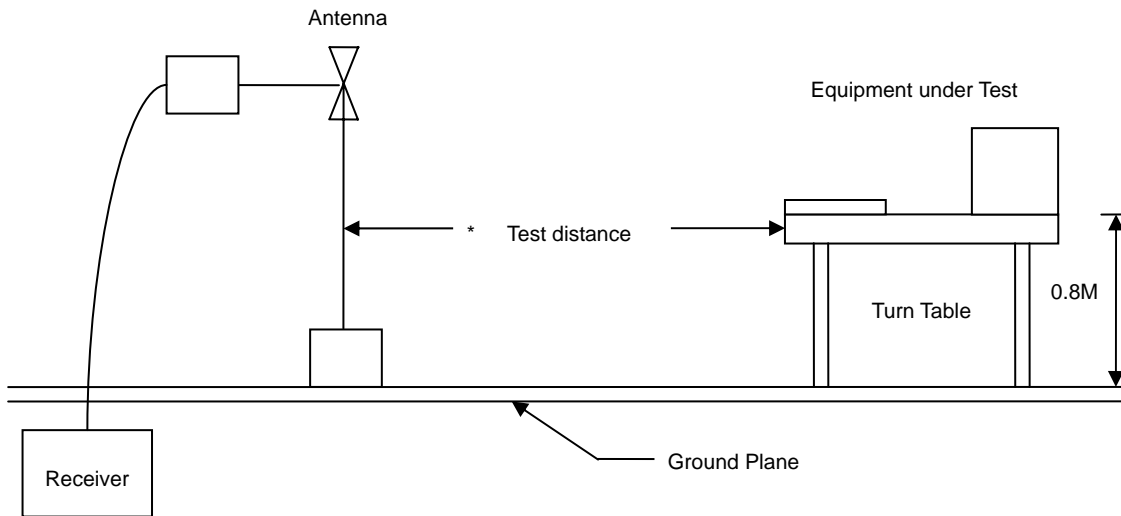 Antenna
Equipment under Test
* Test distance
0.8M
Turn Table
Ground Plane
Receiver